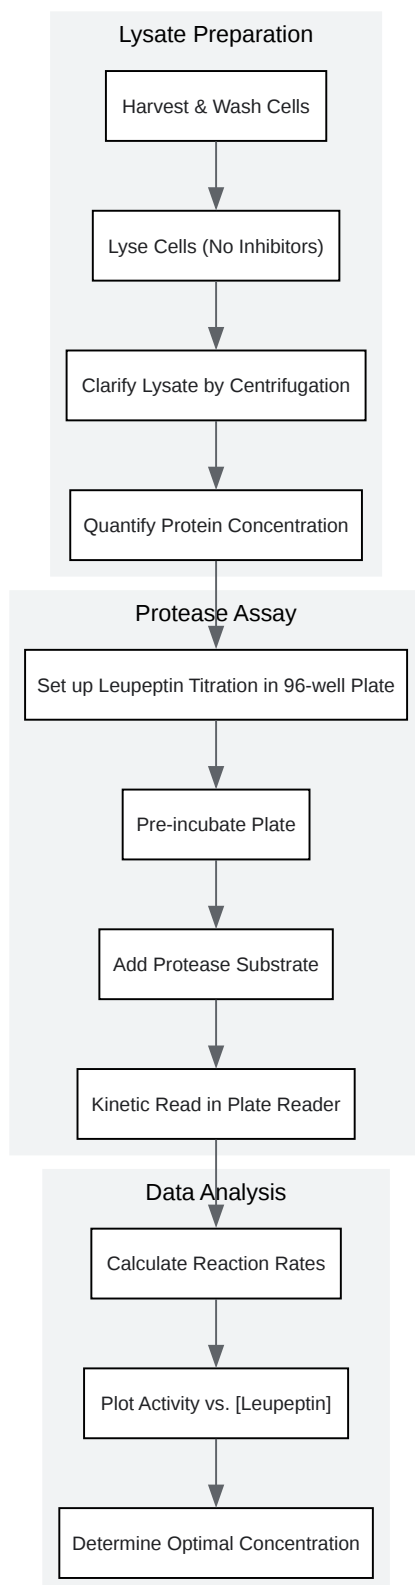 Lysate Preparation
Harvest & Wash Cells
Lyse Cells (No Inhibitors)
Clarify Lysate by Centrifugation
Quantify Protein Concentration
Protease Assay
Set up Leupeptin Titration in 96-well Plate
Pre-incubate Plate
Add Protease Substrate
Kinetic Read in Plate Reader
Data Analysis
Calculate Reaction Rates
Plot Activity vs. [Leupeptin]
Determine Optimal Concentration